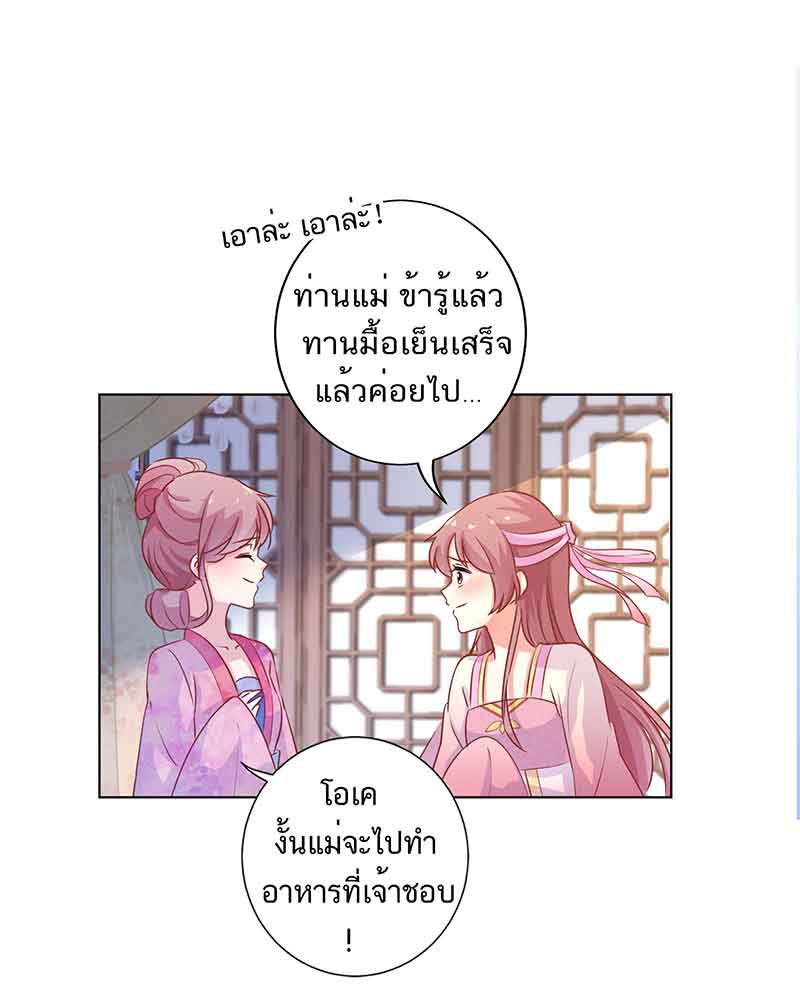 เอาล่ะ เอาล่ะ!
ท่านแม่ ข้ารู้แล้ว
ทานมื้อเย็นเสร็จ
แล้วค่อยไป...
โอเค
งั้นแม่จะไปทำ
อาหารที่เจ้าชอบ
!